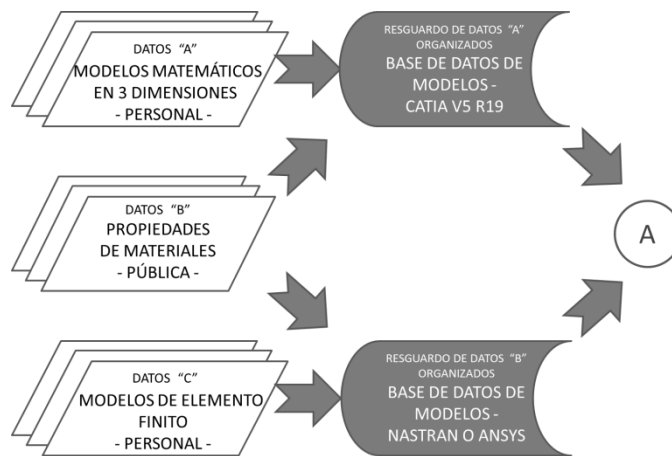 DATOS “A”
MODELOS MATEMÁTICOS
EN 3 DIMENSIONES
- PERSONAL -
RESGUARDO DE DATOS “A”
ORGANIZADOS
BASE DE DATOS DE
MODELOS -
CATIA V5 R19
DATOS “B”
PROPIEDADES
DE MATERIALES
- PÚBLICA -
A
DATOS “C”
MODELOS DE ELEMENTO
FINITO
- PERSONAL -
RESGUARDO DE DATOS “B”
ORGANIZADOS
BASE DE DATOS DE
MODELOS -
NASTRAN O ANSYS